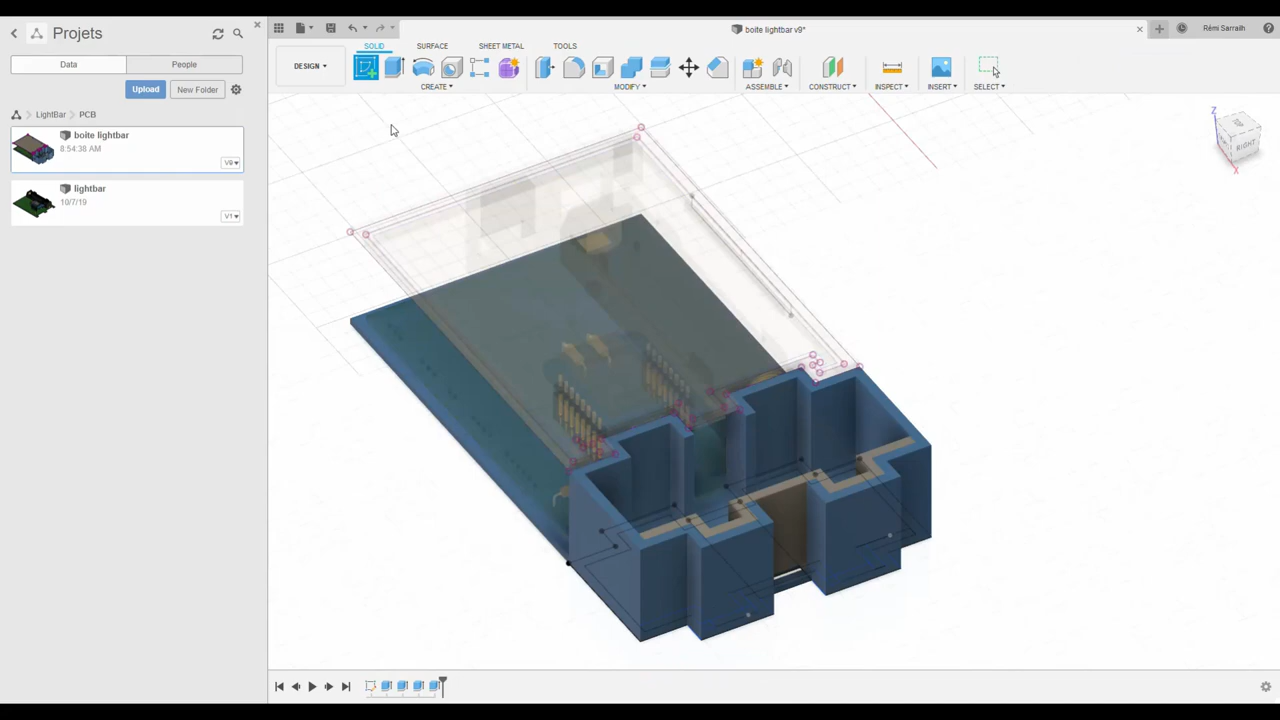 Projets
Data
People
Upload
New Folder
LightBar
PCB
boite lightbar
8:54:38 AM
V9
lightbar
10/7/19
V1
boite lightbar v9*
Rémi Sarrailh
SOLID
SURFACE
SHEET METAL
TOOLS
DESIGN
CREATE
MODIFY
ASSEMBLE
CONSTRUCT
INSPECT
INSERT
SELECT
Z
RIGHT
X